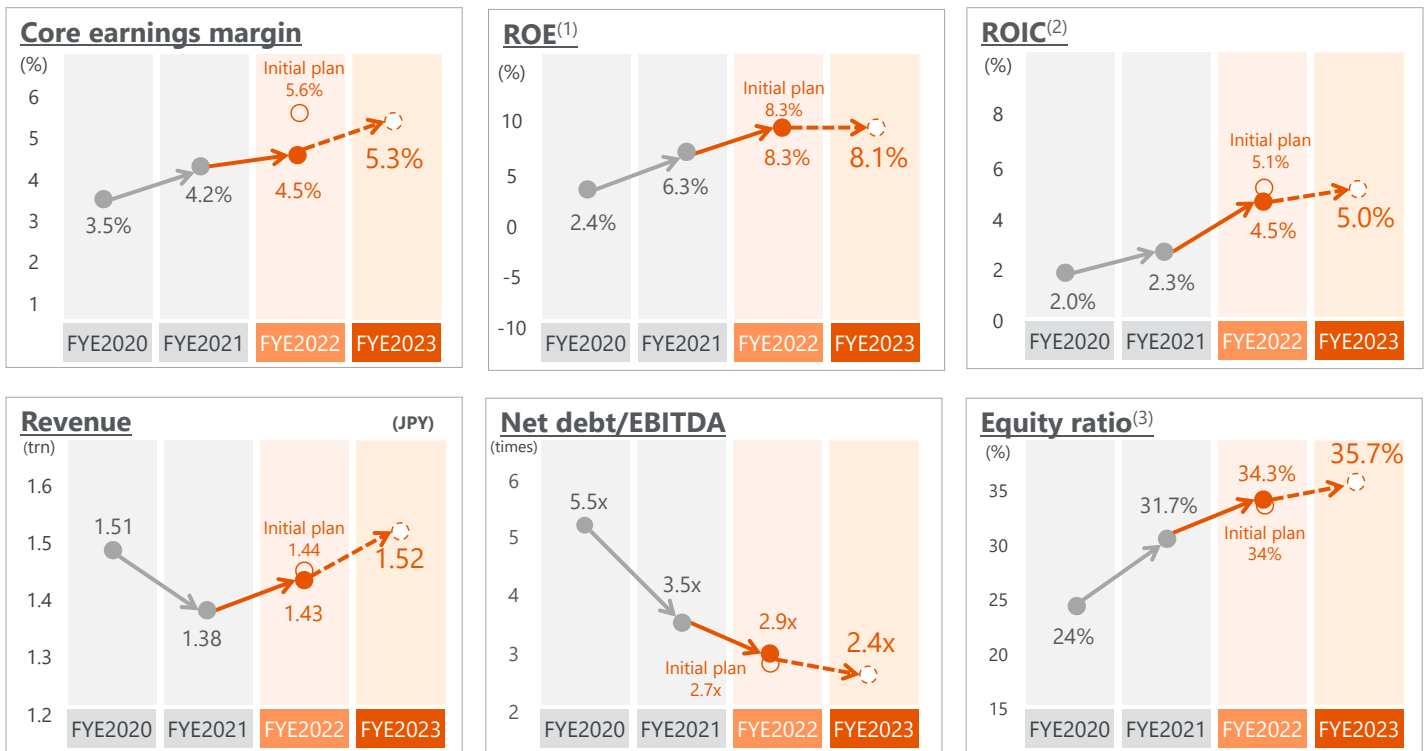 Core earnings margin
(%)
6
5
4
3
2
1
Initial plan
5.6%
3.5%
4.2%
4.5%
5.3%
FYE2020
FYE2021
FYE2022
FYE2023
ROE(1)
(%)
10
5
0
-5
-10
Initial plan
8.3%
2.4%
6.3%
8.3%
8.1%
FYE2020
FYE2021
FYE2022
FYE2023
ROIC(2)
(%)
8
6
4
2
0
Initial plan
5.1%
2.0%
2.3%
4.5%
5.0%
FYE2020
FYE2021
FYE2022
FYE2023
Revenue (JPY)
(trn)
1.6
1.5
1.4
1.3
1.2
1.51
1.38
Initial plan
1.44
1.43
1.52
FYE2020
FYE2021
FYE2022
FYE2023
Net debt/EBITDA
(times)
6
5
4
3
2
5.5x
3.5x
2.9x
Initial plan
2.7x
2.4x
FYE2020
FYE2021
FYE2022
FYE2023
Equity ratio(3)
(%)
35
30
25
20
15
24%
31.7%
34.3%
Initial plan
34%
35.7%
FYE2020
FYE2021
FYE2022
FYE2023